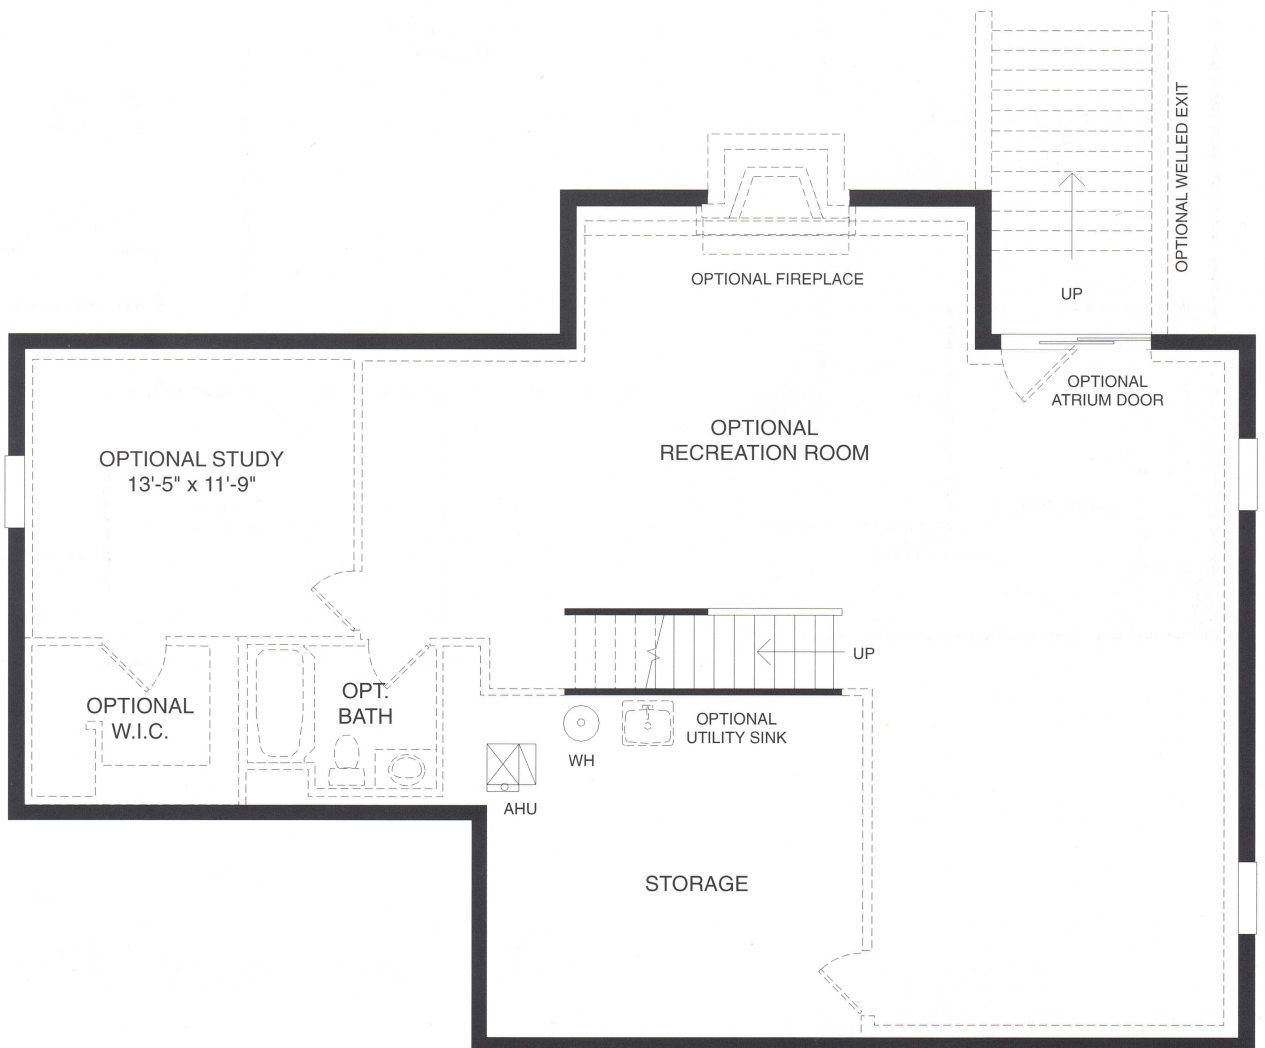 OPTIONAL WELLED EXIT
OPTIONAL FIREPLACE
UP
OPTIONAL
ATRIUM DOOR
OPTIONAL
RECREATION ROOM
OPTIONAL STUDY
13'-5" x 11'-9"
UP
OPTIONAL
W.I.C.
OPT.
BATH
OPTIONAL
UTILITY SINK
WH
AHU
STORAGE